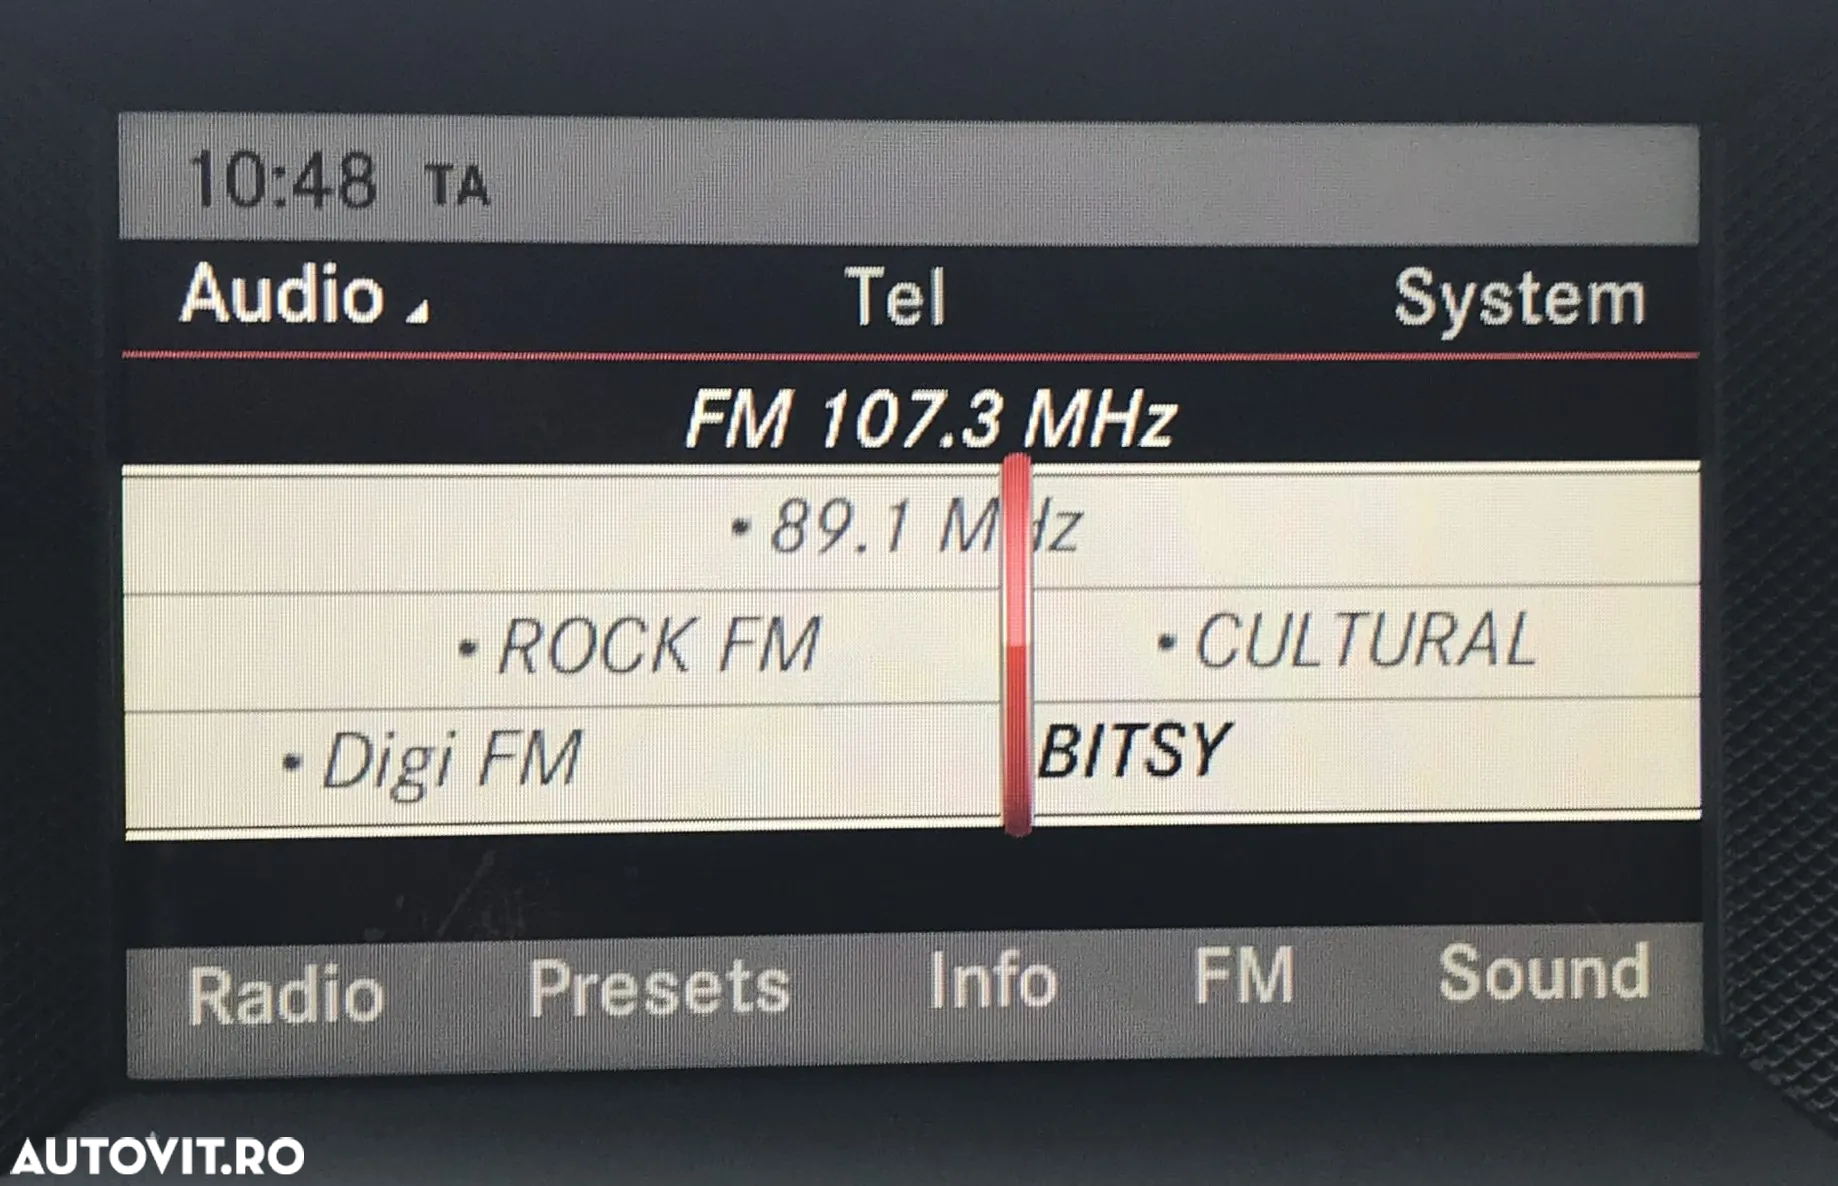 10:48 TA
Audio Tel System
FM 107.3 MHz
• 89.1 MHz
• ROCK FM • CULTURAL
• Digi FM BITSY
Radio Presets Info FM Sound
AUTOVIT.RO